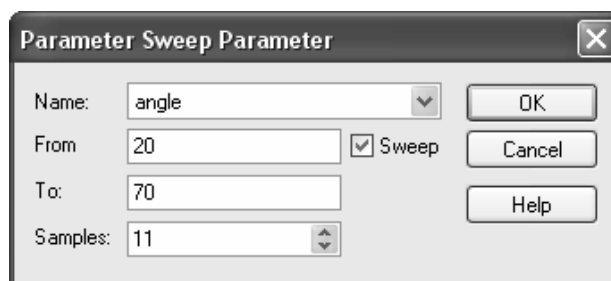 Parameter Sweep Parameter
Name: angle OK
From 20 Sweep Cancel
To: 70 Help
Samples: 11